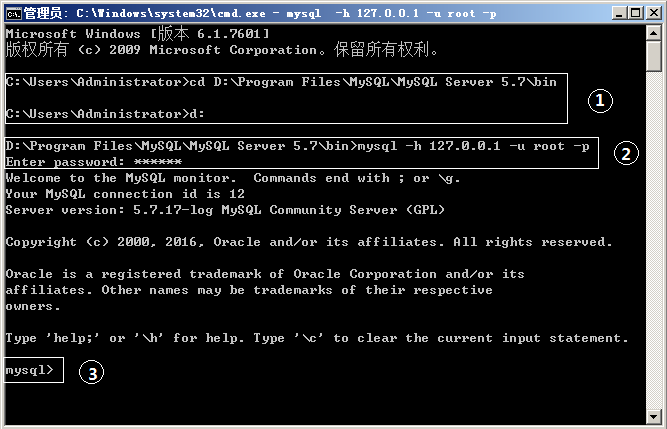 管理员: C:\Windows\system32\cmd.exe - mysql -h 127.0.0.1 -u root -p
Microsoft Windows [版本 6.1.7601]
版权所有 (c) 2009 Microsoft Corporation。保留所有权利。
C:\Users\Administrator>cd D:\Program Files\MySQL\MySQL Server 5.7\bin
①
C:\Users\Administrator>d:
D:\Program Files\MySQL\MySQL Server 5.7\bin>mysql -h 127.0.0.1 -u root -p
②
Enter password: ******
Welcome to the MySQL monitor.  Commands end with ; or \g.
Your MySQL connection id is 12
Server version: 5.7.17-log MySQL Community Server (GPL)
Copyright (c) 2000, 2016, Oracle and/or its affiliates. All rights reserved.
Oracle is a registered trademark of Oracle Corporation and/or its
affiliates. Other names may be trademarks of their respective
owners.
Type 'help;' or '\h' for help. Type '\c' to clear the current input statement.
mysql>
③